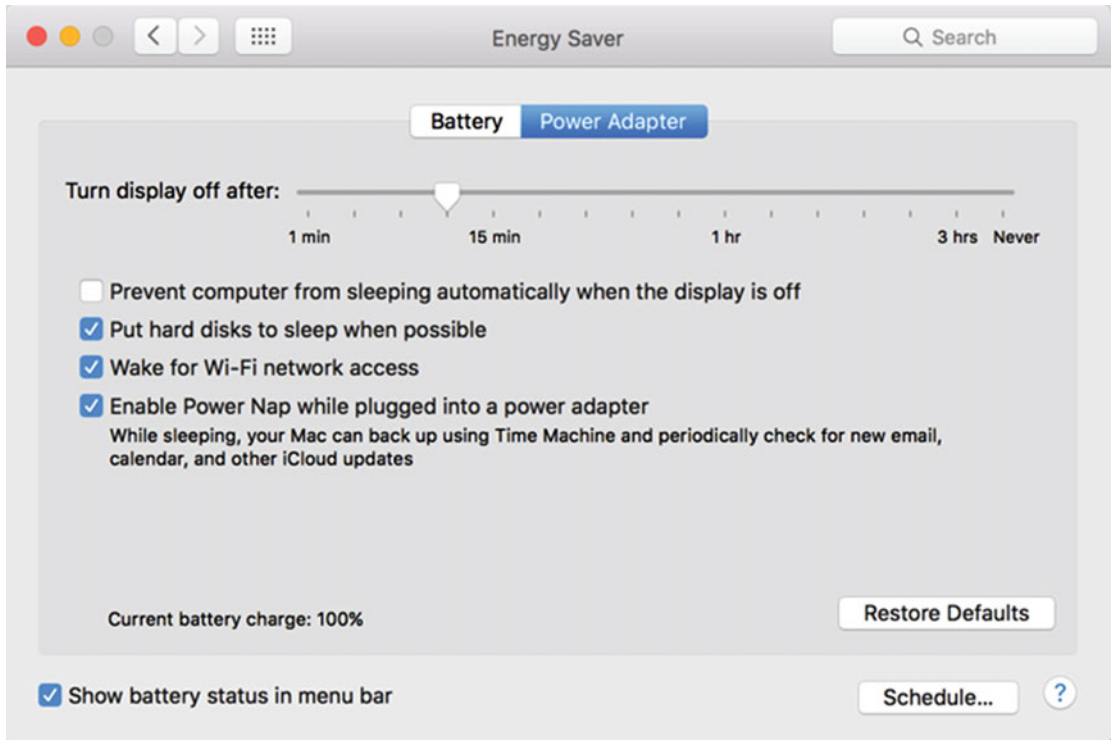 Energy Saver
Search
Battery
Power Adapter
Turn display off after:
1 min
15 min
1 hr
3 hrs
Never
Prevent computer from sleeping automatically when the display is off
Put hard disks to sleep when possible
Wake for Wi-Fi network access
Enable Power Nap while plugged into a power adapter
While sleeping, your Mac can back up using Time Machine and periodically check for new email,
calendar, and other iCloud updates
Current battery charge: 100%
Restore Defaults
Show battery status in menu bar
Schedule...
?